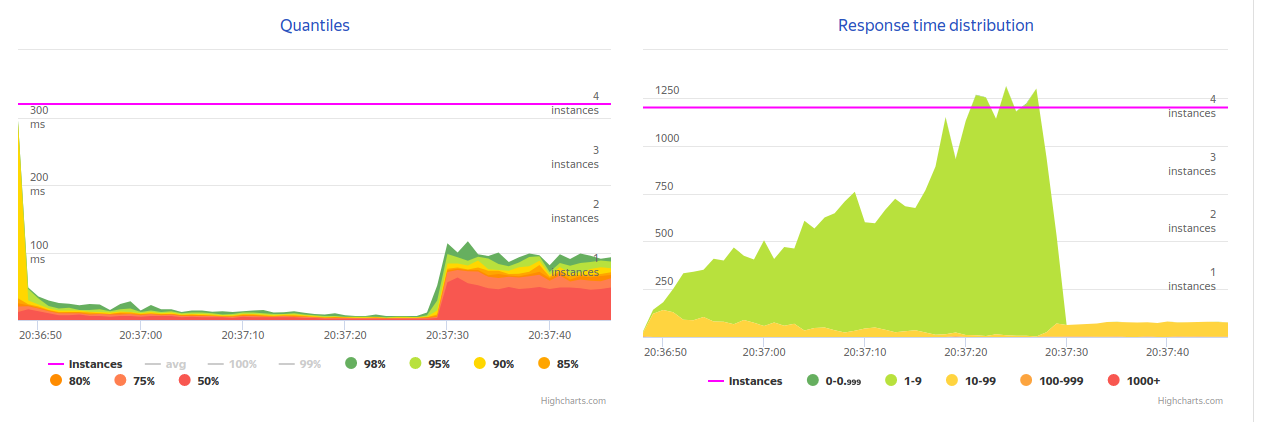 Quantiles
300
ms
200
ms
100
ms
4
instances
3
instances
2
instances
1
instances
20:36:50 20:37:00 20:37:10 20:37:20 20:37:30 20:37:40
Instances avg 100% 99% 98% 95% 90% 85%
80% 75% 50%
Highcharts.com
Response time distribution
1250
1000
750
500
250
4
instances
3
instances
2
instances
1
instances
20:36:50 20:37:00 20:37:10 20:37:20 20:37:30 20:37:40
Instances 0-0.999 1-9 10-99 100-999 1000+
Highcharts.com